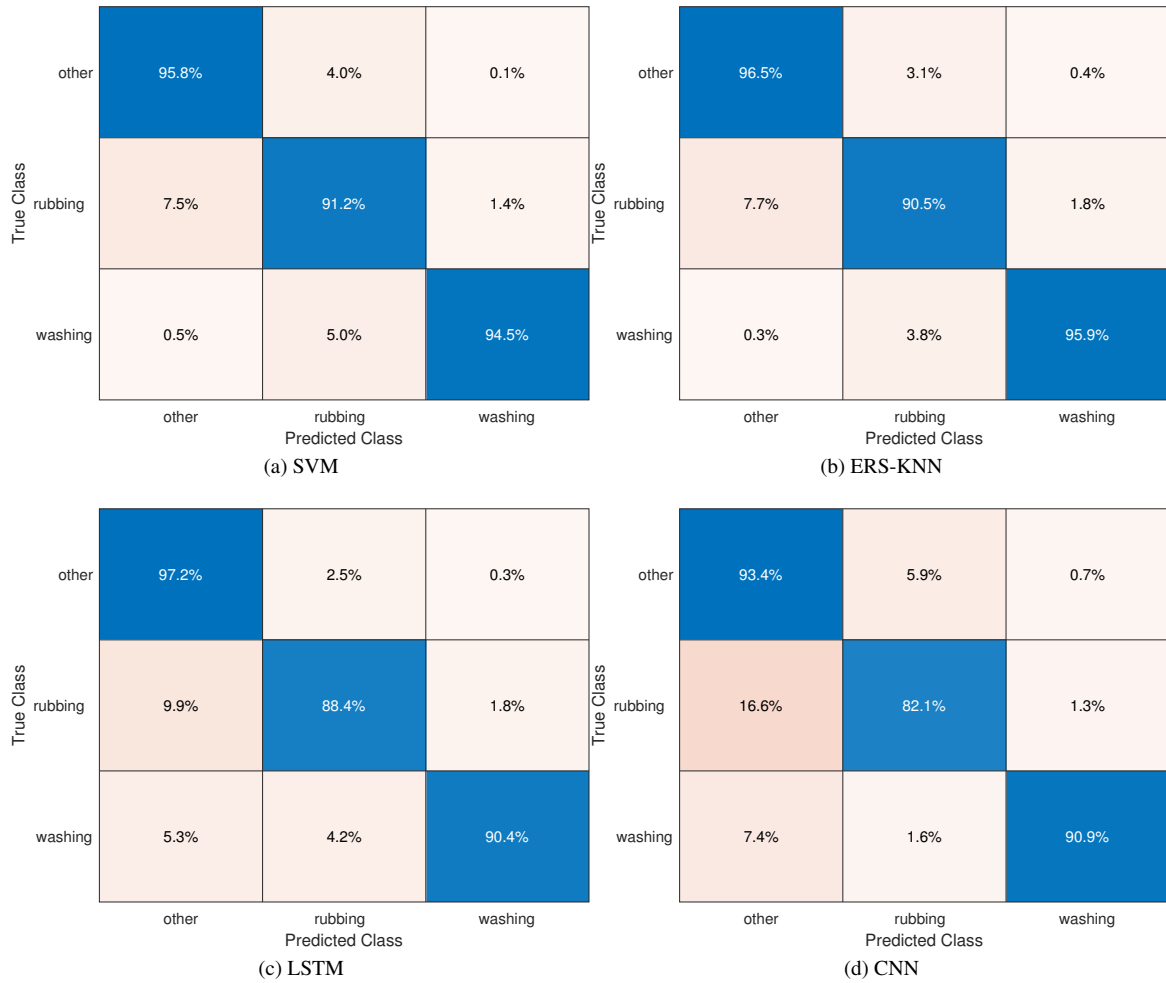 other 95.8% 4.0% 0.1%
True Class
rubbing 7.5% 91.2% 1.4%
washing 0.5% 5.0% 94.5%
other rubbing washing
Predicted Class
(a) SVM
other 96.5% 3.1% 0.4%
True Class
rubbing 7.7% 90.5% 1.8%
washing 0.3% 3.8% 95.9%
other rubbing washing
Predicted Class
(b) ERS-KNN
other 97.2% 2.5% 0.3%
True Class
rubbing 9.9% 88.4% 1.8%
washing 5.3% 4.2% 90.4%
other rubbing washing
Predicted Class
(c) LSTM
other 93.4% 5.9% 0.7%
True Class
rubbing 16.6% 82.1% 1.3%
washing 7.4% 1.6% 90.9%
other rubbing washing
Predicted Class
(d) CNN